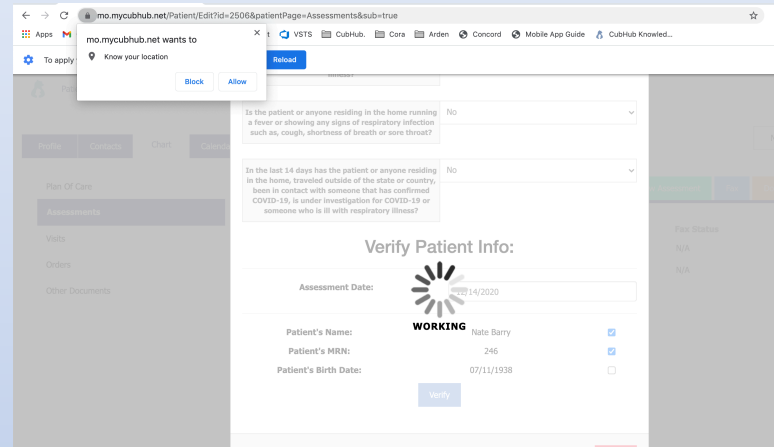 mo.mycubhub.net/Patient/Edit?id=2506&patientPage=Assessments&sub=true
Apps
VSTS
CubHub.
Cora
Arden
Concord
Mobile App Guide
CubHub Knowled...
mo.mycubhub.net wants to
Know your location
Block
Allow
To apply
Reload
illness?
Is the patient or anyone residing in the home running
a fever or showing any signs of respiratory infection
such as, cough, shortness of breath or sore throat?
No
Profile
Contacts
Chart
In the last 14 days has the patient or anyone residing
in the home, traveled outside of the state or country,
been in contact with someone that has confirmed
COVID-19, is under investigation for COVID-19 or
someone who is ill with respiratory illness?
No
Plan Of Care
Assessments
Visits
Orders
Other Documents
Pay Status
N/A
N/A
Verify Patient Info:
Assessment Date:
12/14/2020
WORKING
Patient's Name:
Nate Barry
Patient's MRN:
246
Patient's Birth Date:
07/11/1938
Verify